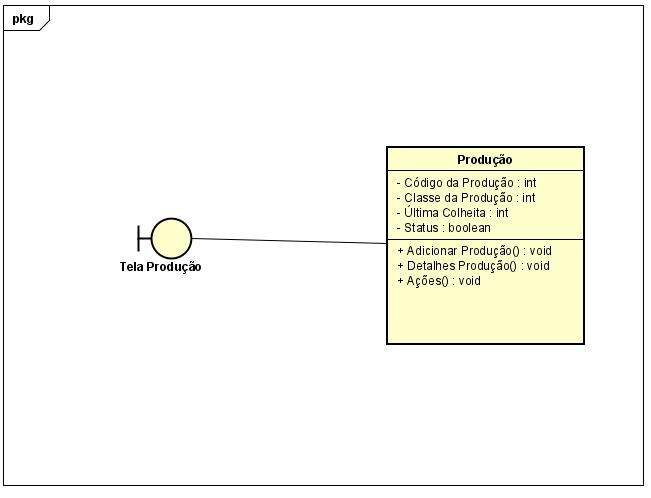 pkg
Produção
- Código da Produção : int
- Classe da Produção : int
- Última Colheita : int
- Status : boolean
+ Adicionar Produção() : void
+ Detalhes Produção() : void
+ Ações() : void
Tela Produção